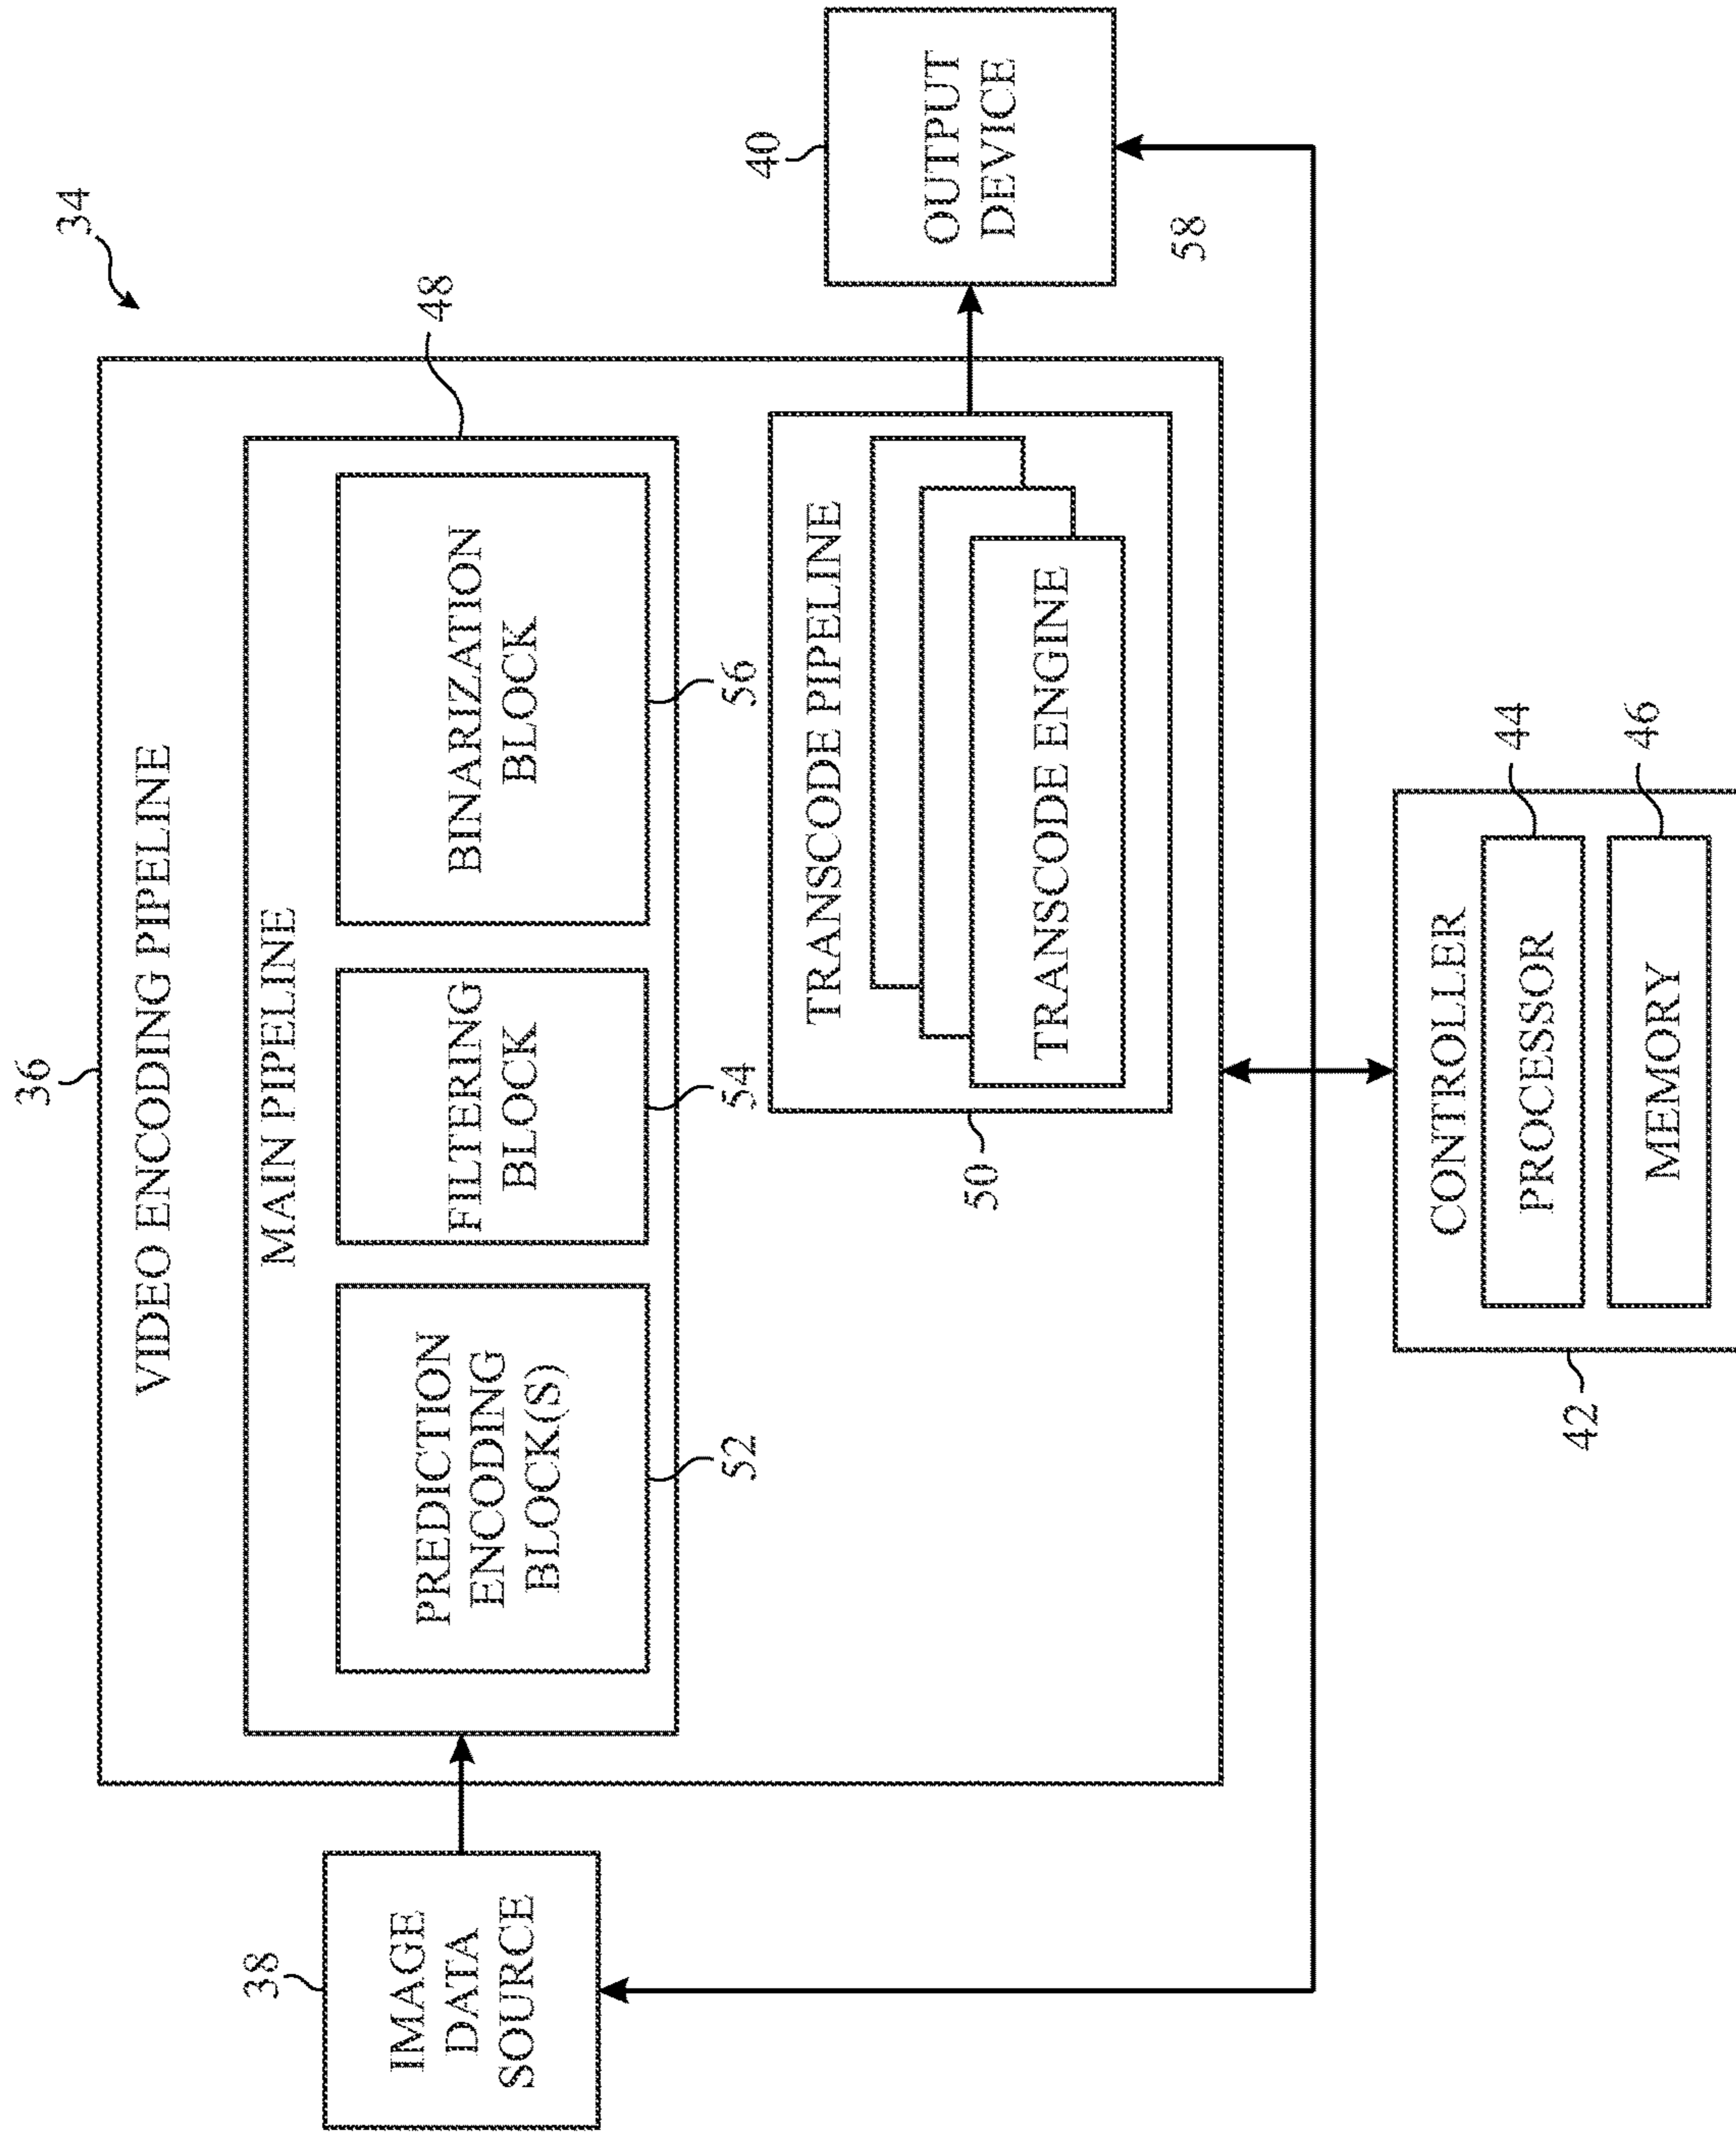 34
36
VIDEO ENCODING PIPELINE
48
MAIN PIPELINE
38
IMAGE
DATA
SOURCE
PREDICTION
ENCODING
BLOCK(S)
FILTERING
BLOCK
BINARIZATION
BLOCK
52
54
56
40
OUTPUT
DEVICE
TRANSCODE PIPELINE
TRANSCODE ENGINE
50
58
42
CONTROLLER
PROCESSOR
44
MEMORY
46